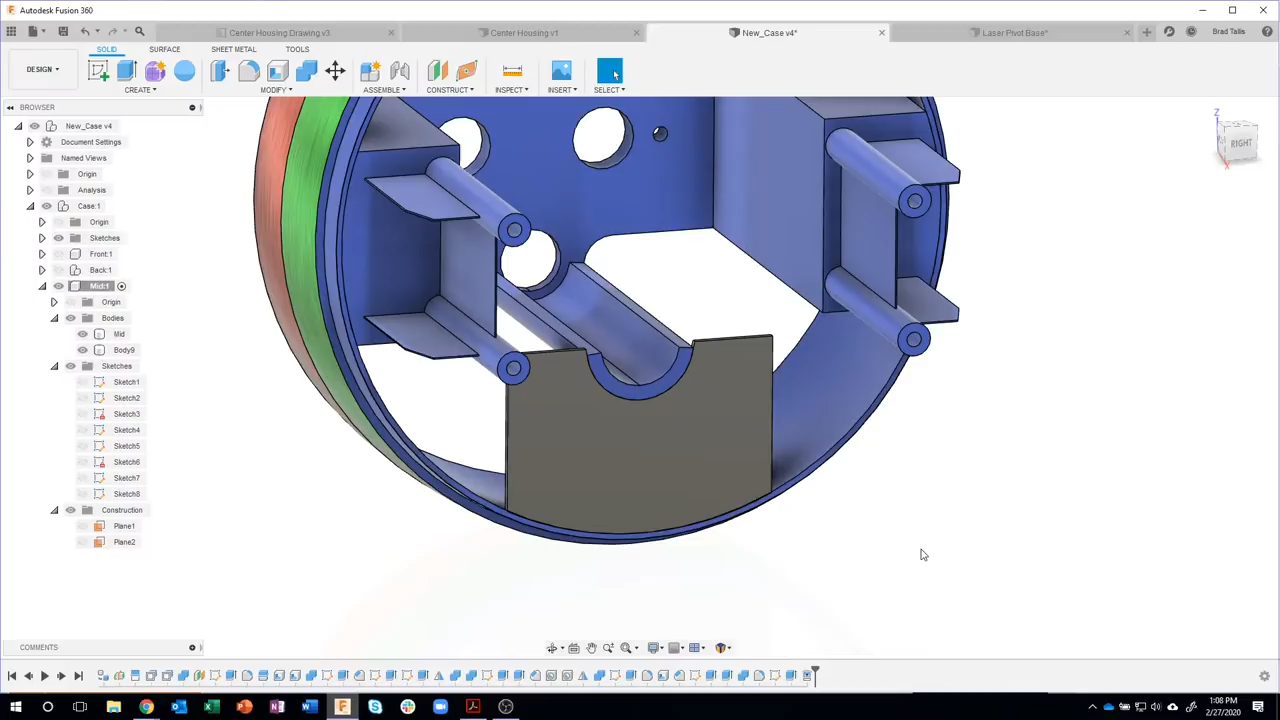 Autodesk Fusion 360
Center Housing Drawing v3
Center Housing v1
New_Case v4*
Laser Pivot Base*
Brad Tallis
DESIGN
SOLID
SURFACE
SHEET METAL
TOOLS
CREATE
MODIFY
ASSEMBLE
CONSTRUCT
INSPECT
INSERT
SELECT
BROWSER
New_Case v4
Document Settings
Named Views
Origin
Analysis
Case:1
Origin
Sketches
Front:1
Back:1
Mid:1
Origin
Bodies
Mid
Body9
Sketches
Sketch1
Sketch2
Sketch3
Sketch4
Sketch5
Sketch6
Sketch7
Sketch8
Construction
Plane1
Plane2
Z
RIGHT
X
COMMENTS
1:08 PM
2/27/2020